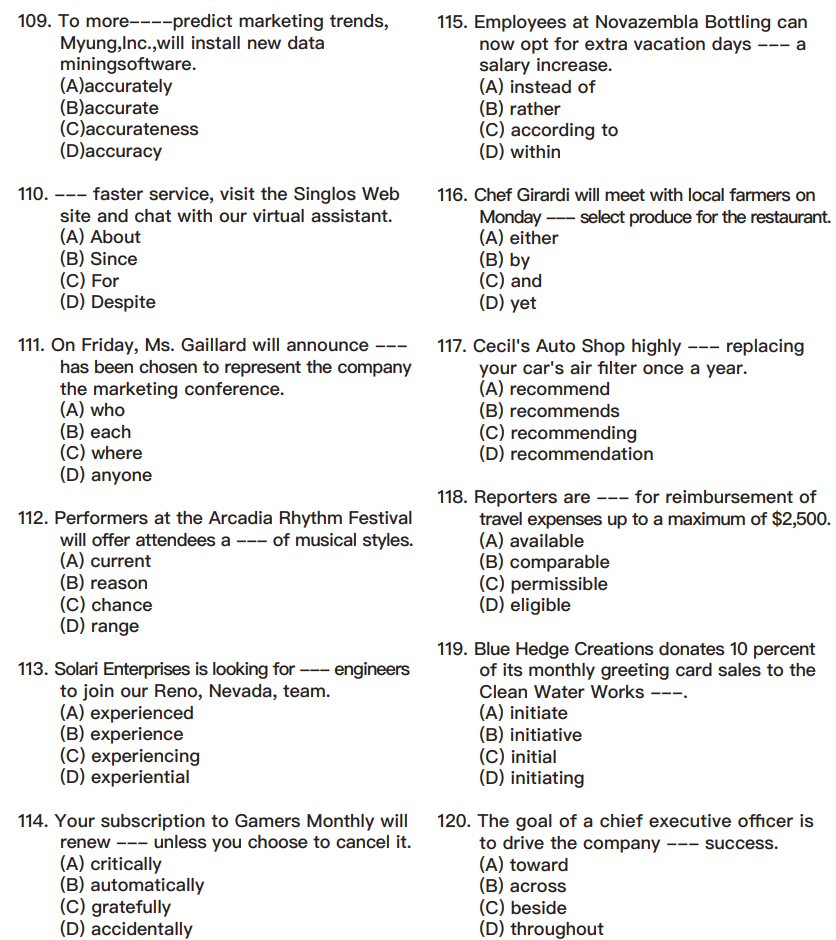 109. To more----predict marketing trends,
Myung,Inc.,will install new data
miningsoftware.
(A)accurately
(B)accurate
(C)accurateness
(D)accuracy
110. --- faster service, visit the Singlos Web
site and chat with our virtual assistant.
(A) About
(B) Since
(C) For
(D) Despite
111. On Friday, Ms. Gaillard will announce ---
has been chosen to represent the company
the marketing conference.
(A) who
(B) each
(C) where
(D) anyone
112. Performers at the Arcadia Rhythm Festival
will offer attendees a --- of musical styles.
(A) current
(B) reason
(C) chance
(D) range
113. Solari Enterprises is looking for --- engineers
to join our Reno, Nevada, team.
(A) experienced
(B) experience
(C) experiencing
(D) experiential
114. Your subscription to Gamers Monthly will
renew --- unless you choose to cancel it.
(A) critically
(B) automatically
(C) gratefully
(D) accidentally
115. Employees at Novazembla Bottling can
now opt for extra vacation days --- a
salary increase.
(A) instead of
(B) rather
(C) according to
(D) within
116. Chef Girardi will meet with local farmers on
Monday --- select produce for the restaurant.
(A) either
(B) by
(C) and
(D) yet
117. Cecil's Auto Shop highly --- replacing
your car's air filter once a year.
(A) recommend
(B) recommends
(C) recommending
(D) recommendation
118. Reporters are --- for reimbursement of
travel expenses up to a maximum of $2,500.
(A) available
(B) comparable
(C) permissible
(D) eligible
119. Blue Hedge Creations donates 10 percent
of its monthly greeting card sales to the
Clean Water Works ---.
(A) initiate
(B) initiative
(C) initial
(D) initiating
120. The goal of a chief executive officer is
to drive the company --- success.
(A) toward
(B) across
(C) beside
(D) throughout